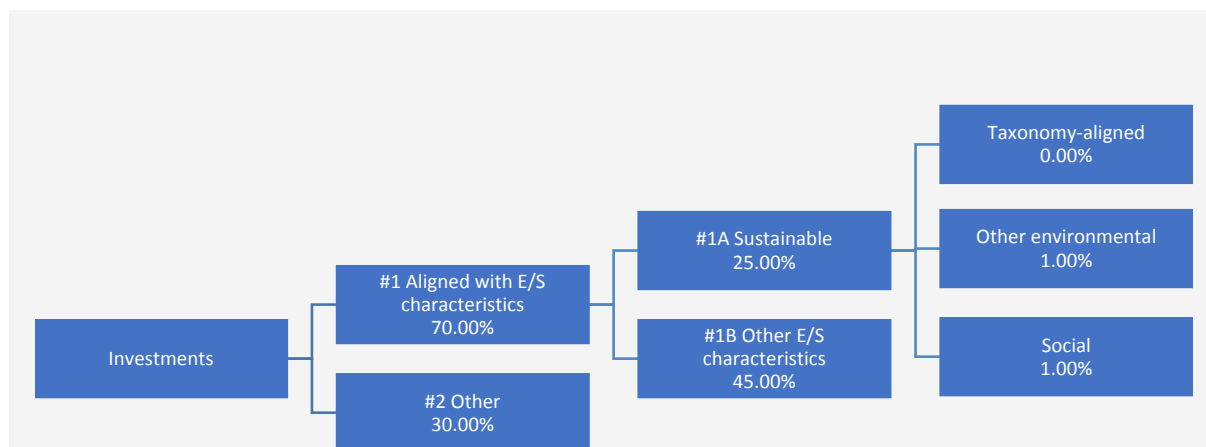 Investments
#1 Aligned with E/S
characteristics
70.00%
#2 Other
30.00%
#1A Sustainable
25.00%
#1B Other E/S
characteristics
45.00%
Taxonomy-aligned
0.00%
Other environmental
1.00%
Social
1.00%